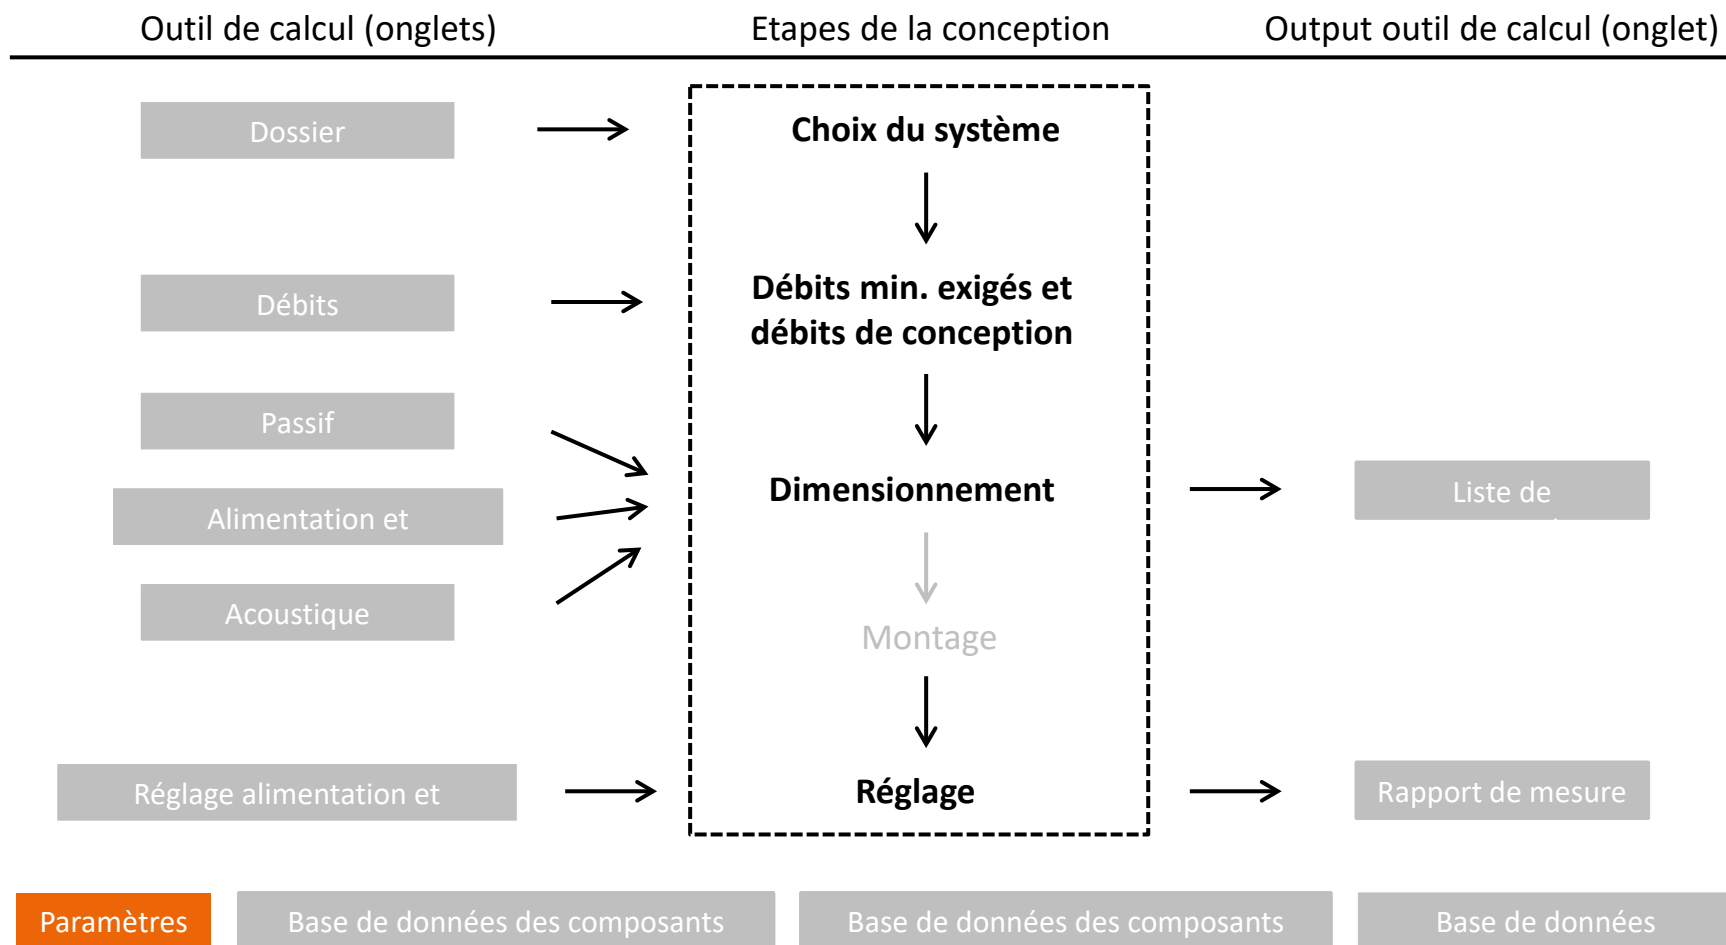 Outil de calcul (onglets)
Etapes de la conception
Output outil de calcul (onglet)
Dossier
Choix du système
Débits
Débits min. exigés et
débits de conception
Passif
Alimentation et
Acoustique
Dimensionnement
Liste de
Montage
Réglage alimentation et
Réglage
Rapport de mesure
Paramètres
Base de données des composants
Base de données des composants
Base de données